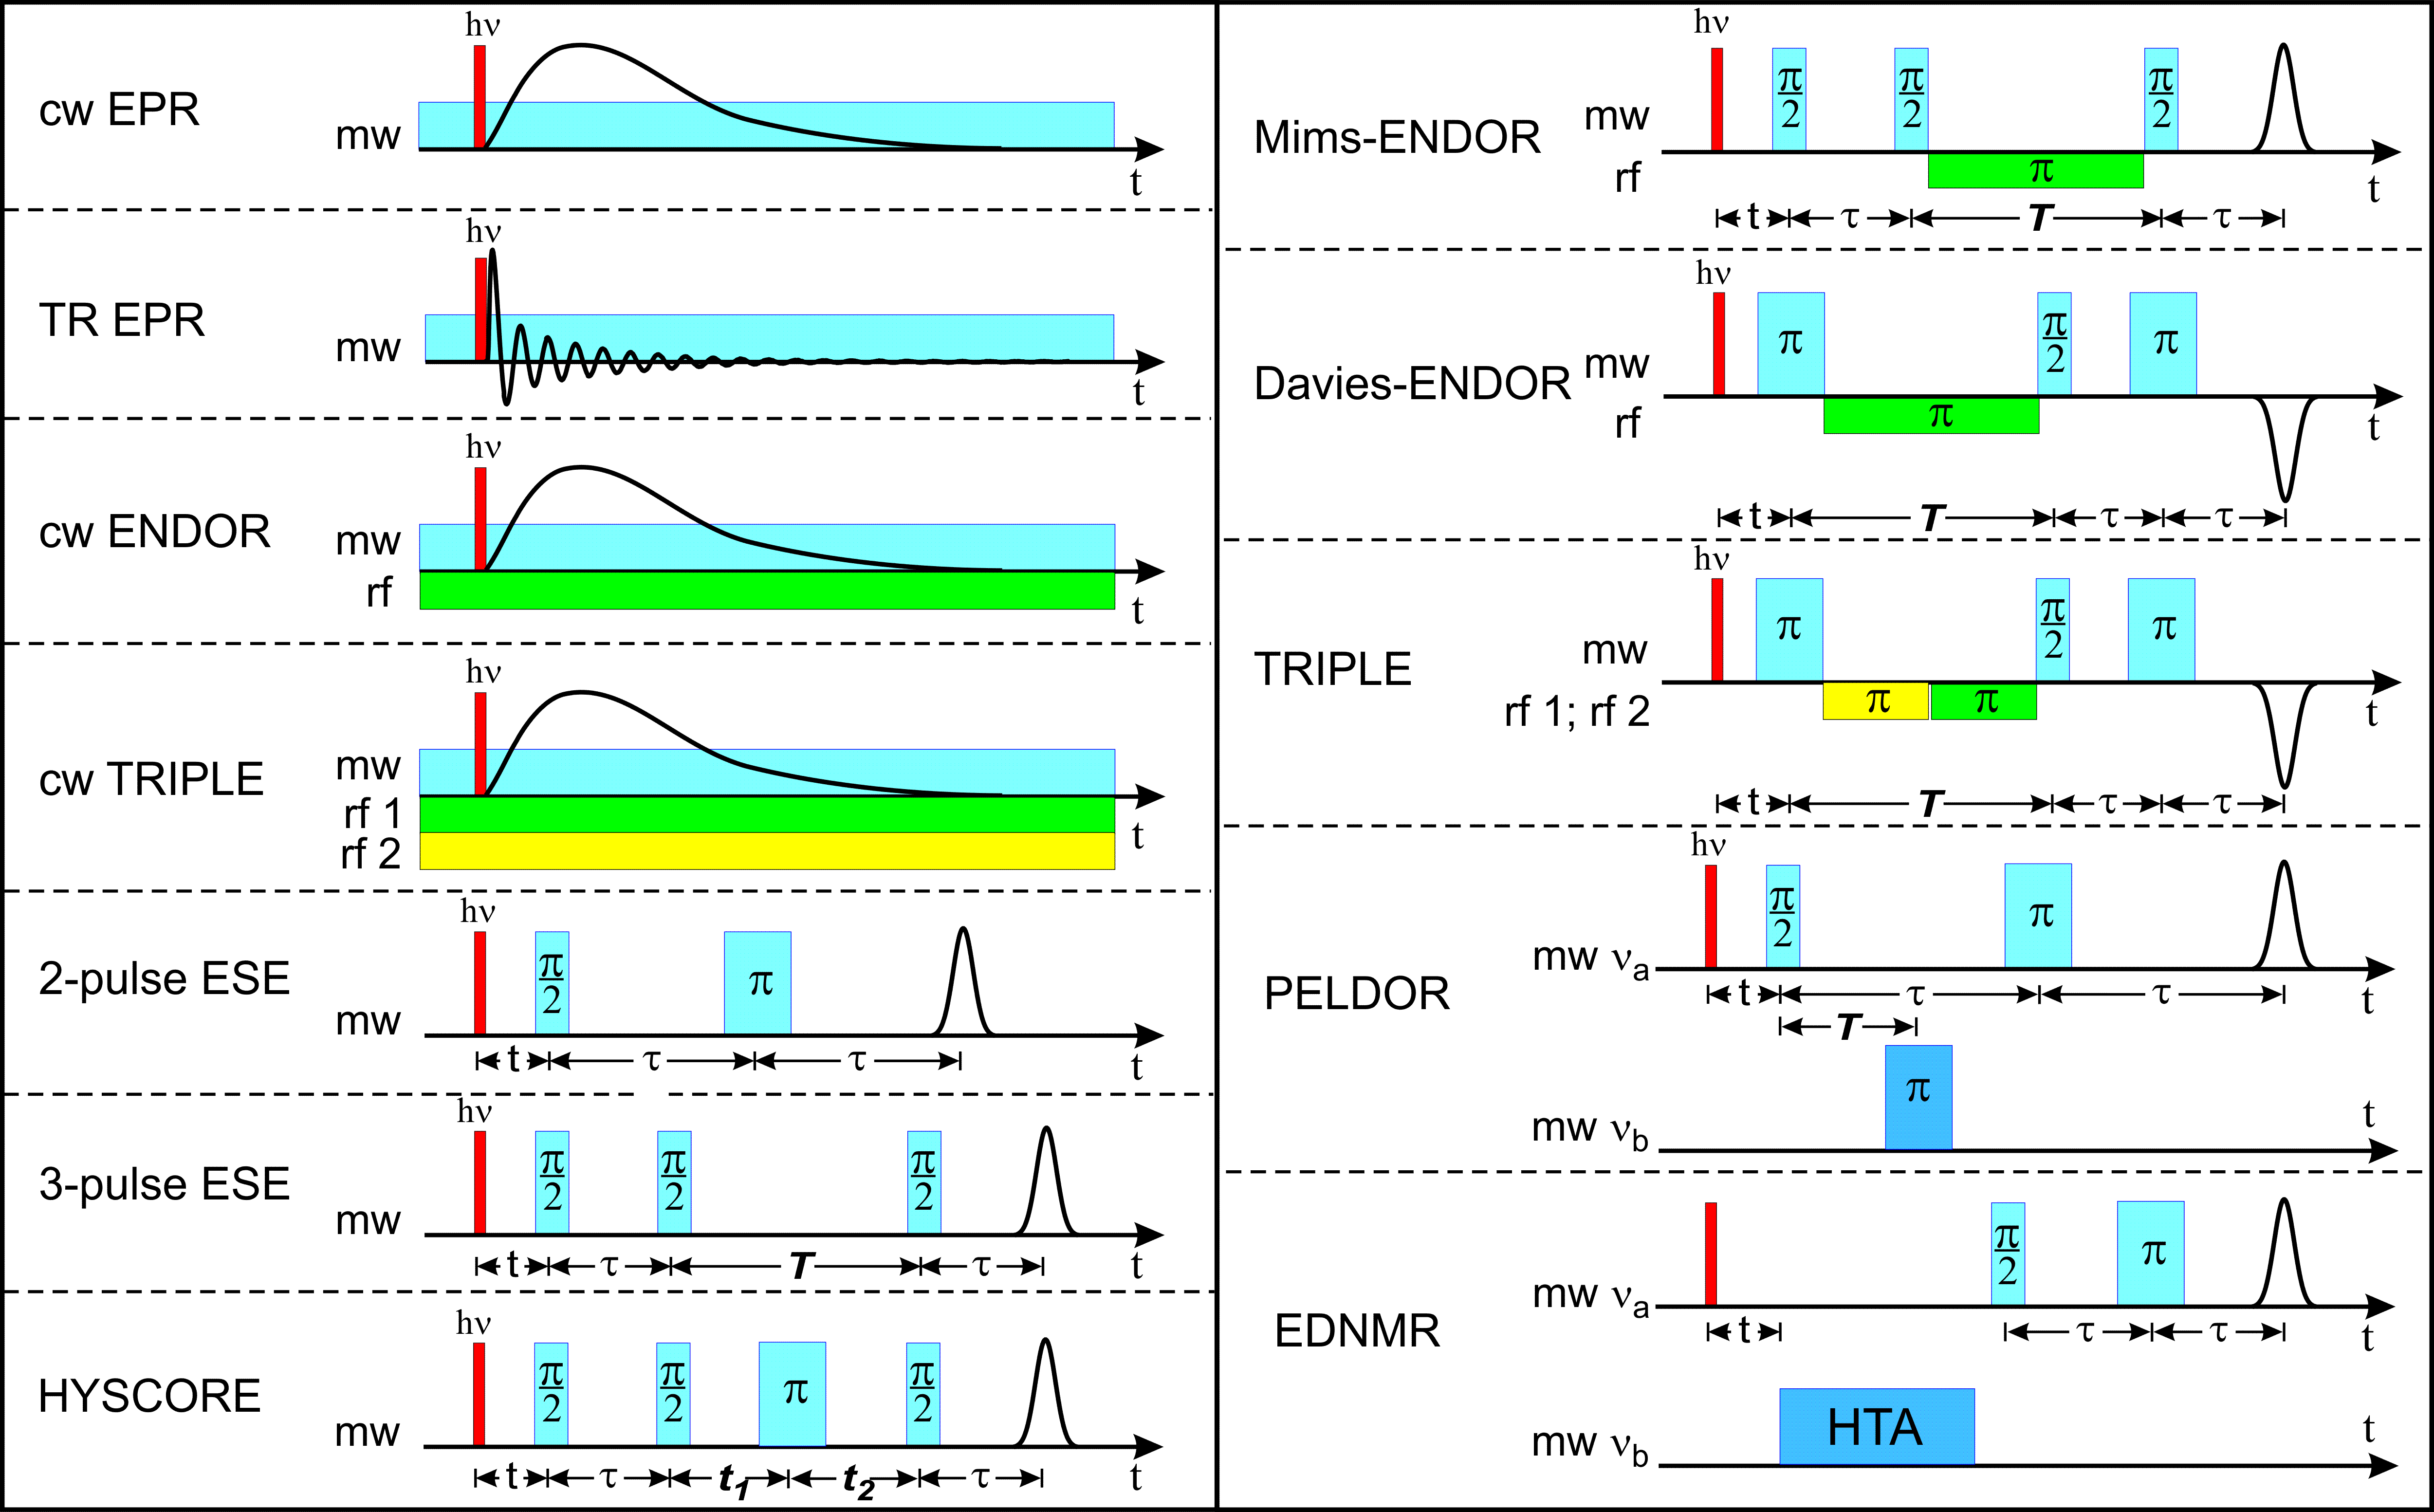 hν
cw EPR
mw
t
hν
TR EPR
mw
t
hν
cw ENDOR
mw
rf
t
hν
cw TRIPLE
mw
rf 1
rf 2
t
hν
2-pulse ESE
π/2 π
mw
t τ τ t
hν
3-pulse ESE
π/2 π/2 π/2
mw
t τ T τ t
hν
HYSCORE
π/2 π/2 π π/2
mw
t τ t₁ t₂ τ t
hν
Mims-ENDOR
mw
π/2 π/2 π/2
rf
π
t
t τ T τ
hν
Davies-ENDOR
mw
π π/2 π
rf
π
t
t T τ τ
hν
TRIPLE
mw
π π/2 π
rf 1; rf 2
π π
t
t T τ τ
hν
PELDOR
π/2 π
mw νa
t τ τ t
T
π
mw νb
t
EDNMR
π/2 π
mw νa
t τ τ t
HTA
mw νb
t